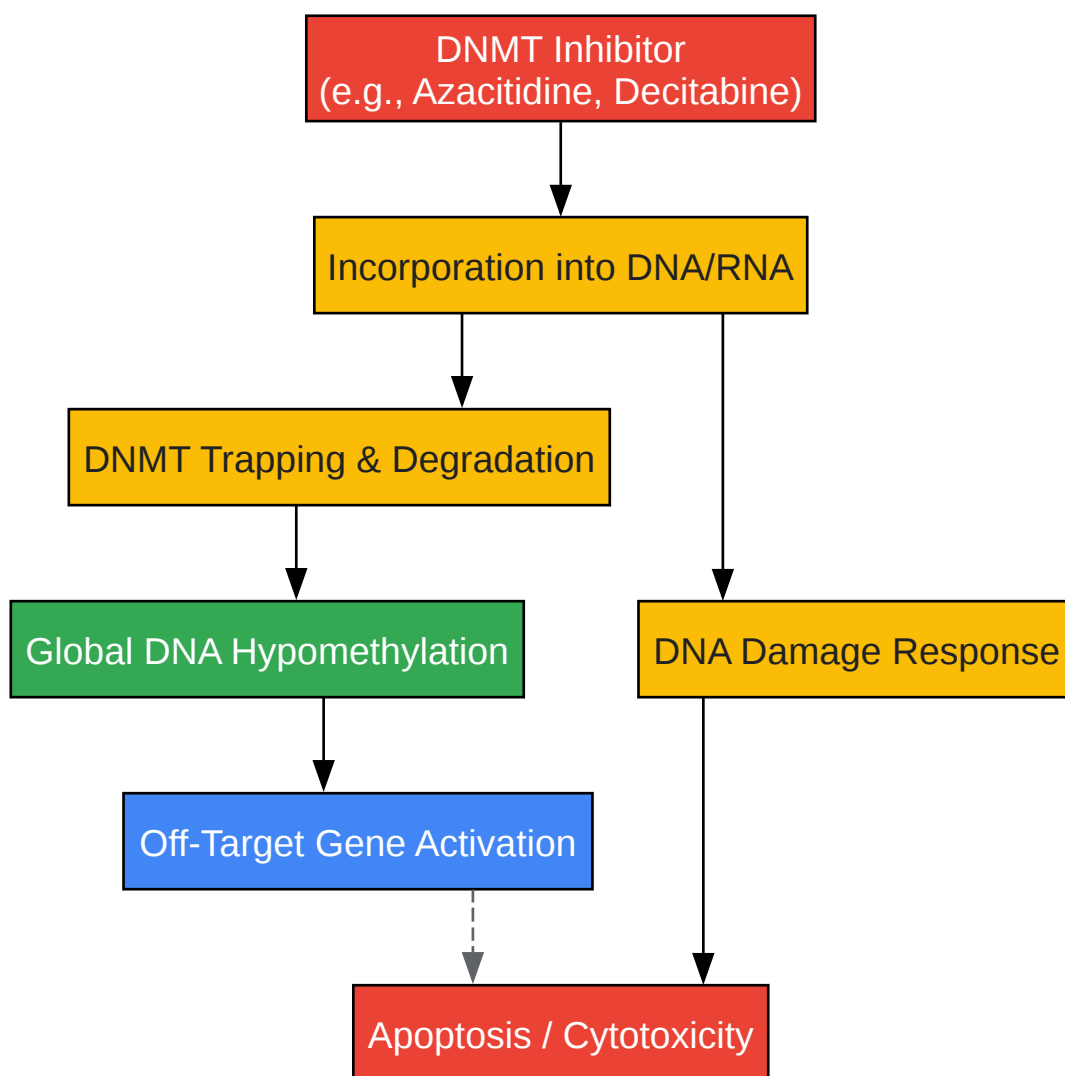 DNMT Inhibitor
(e.g., Azacitidine, Decitabine)
Incorporation into DNA/RNA
DNMT Trapping & Degradation
Global DNA Hypomethylation
DNA Damage Response
Off-Target Gene Activation
Apoptosis / Cytotoxicity